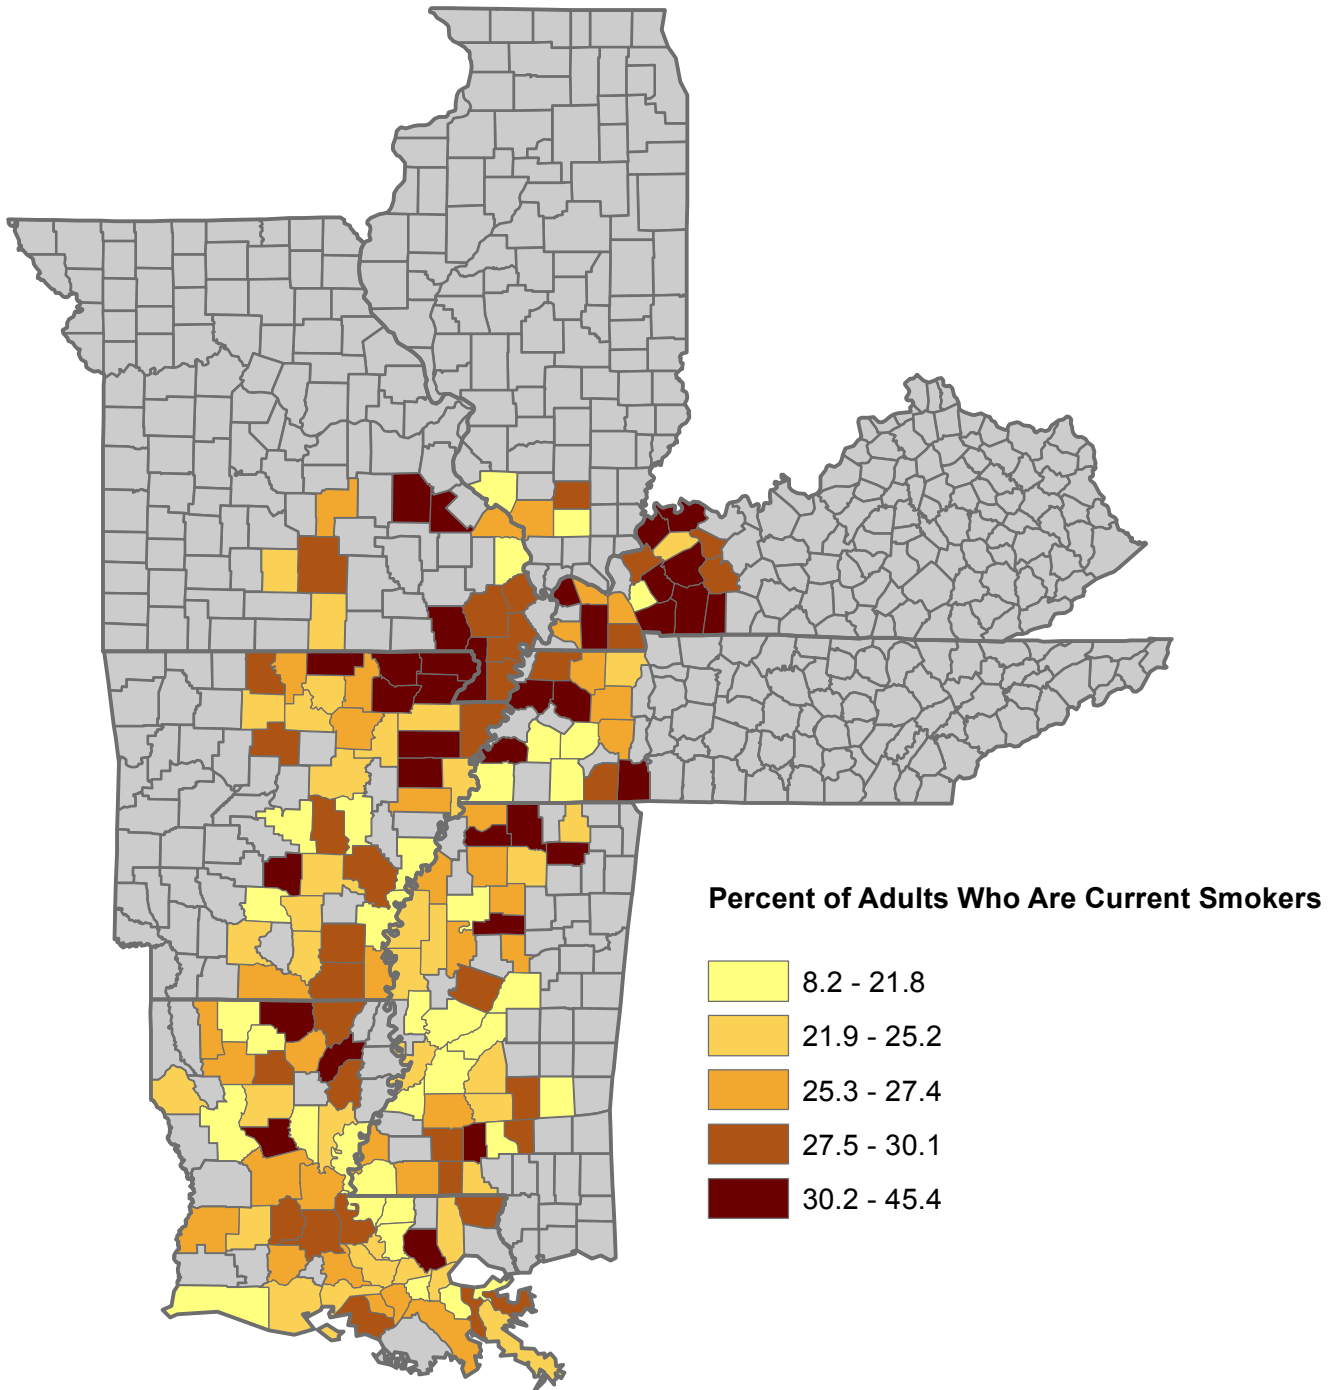 Percent of Adults Who Are Current Smokers
8.2 - 21.8
21.9 - 25.2
25.3 - 27.4
27.5 - 30.1
30.2 - 45.4